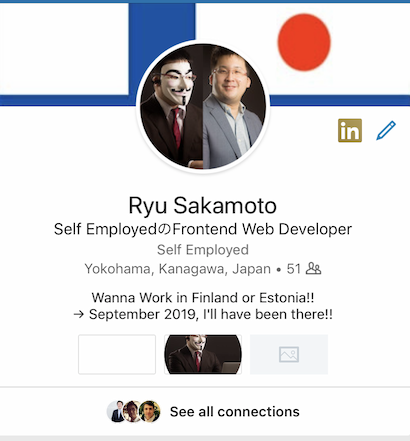 in
Ryu Sakamoto
Self EmployedのFrontend Web Developer
Self Employed
Yokohama, Kanagawa, Japan • 51
Wanna Work in Finland or Estonia!!
→ September 2019, I'll have been there!!
See all connections